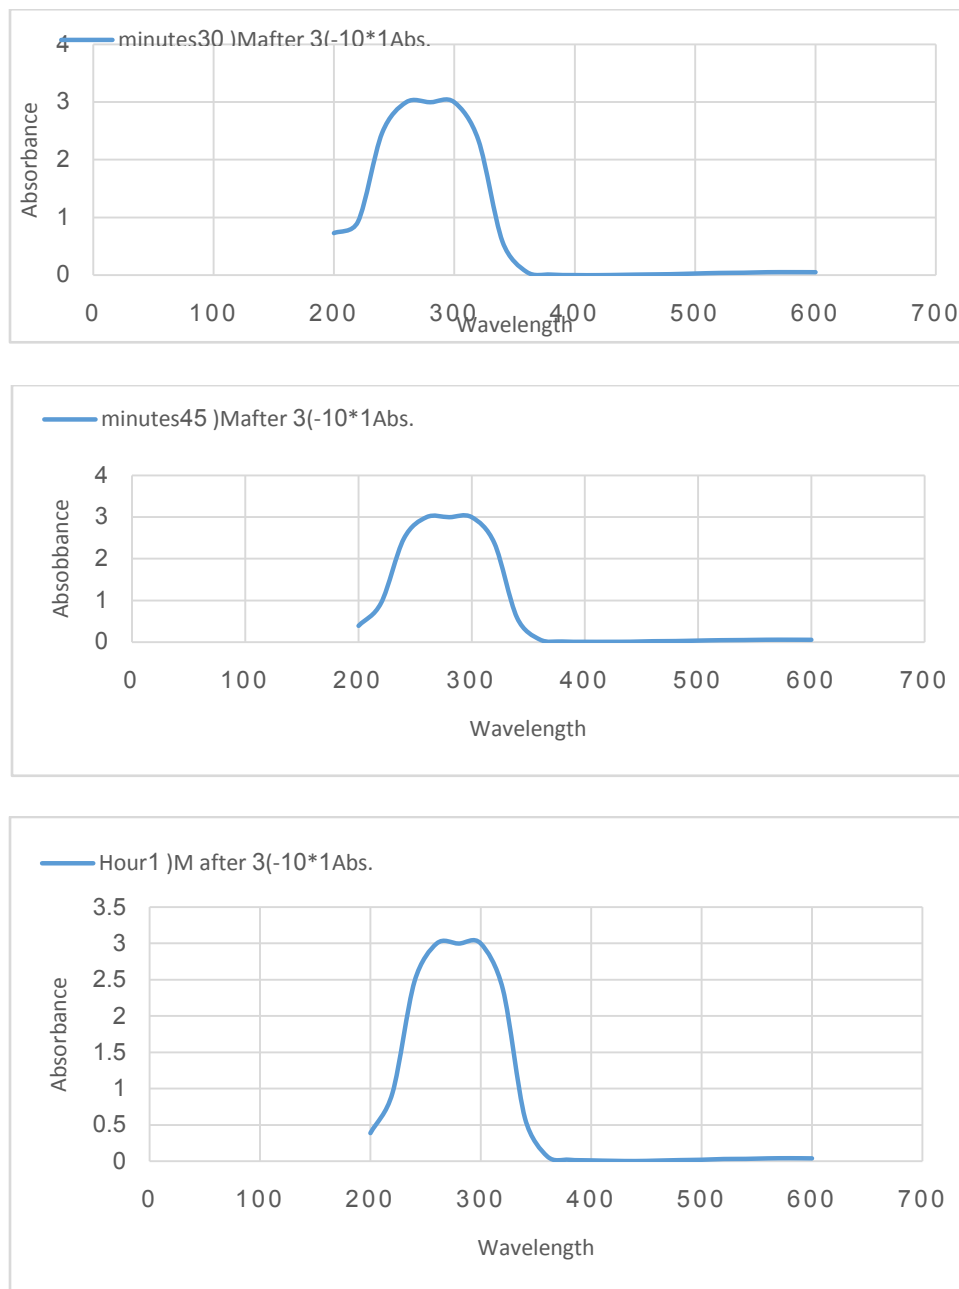 minutes30 )Mafter 3(-10*1Abs.
4
3
2
1
0
Absorbance
0 100 200 300 400 500 600 700
Wavelength
minutes45 )Mafter 3(-10*1Abs.
4
3
2
1
0
Absobbance
0 100 200 300 400 500 600 700
Wavelength
Hour1 )M after 3(-10*1Abs.
3.5
3
2.5
2
1.5
1
0.5
0
Absorbance
0 100 200 300 400 500 600 700
Wavelength